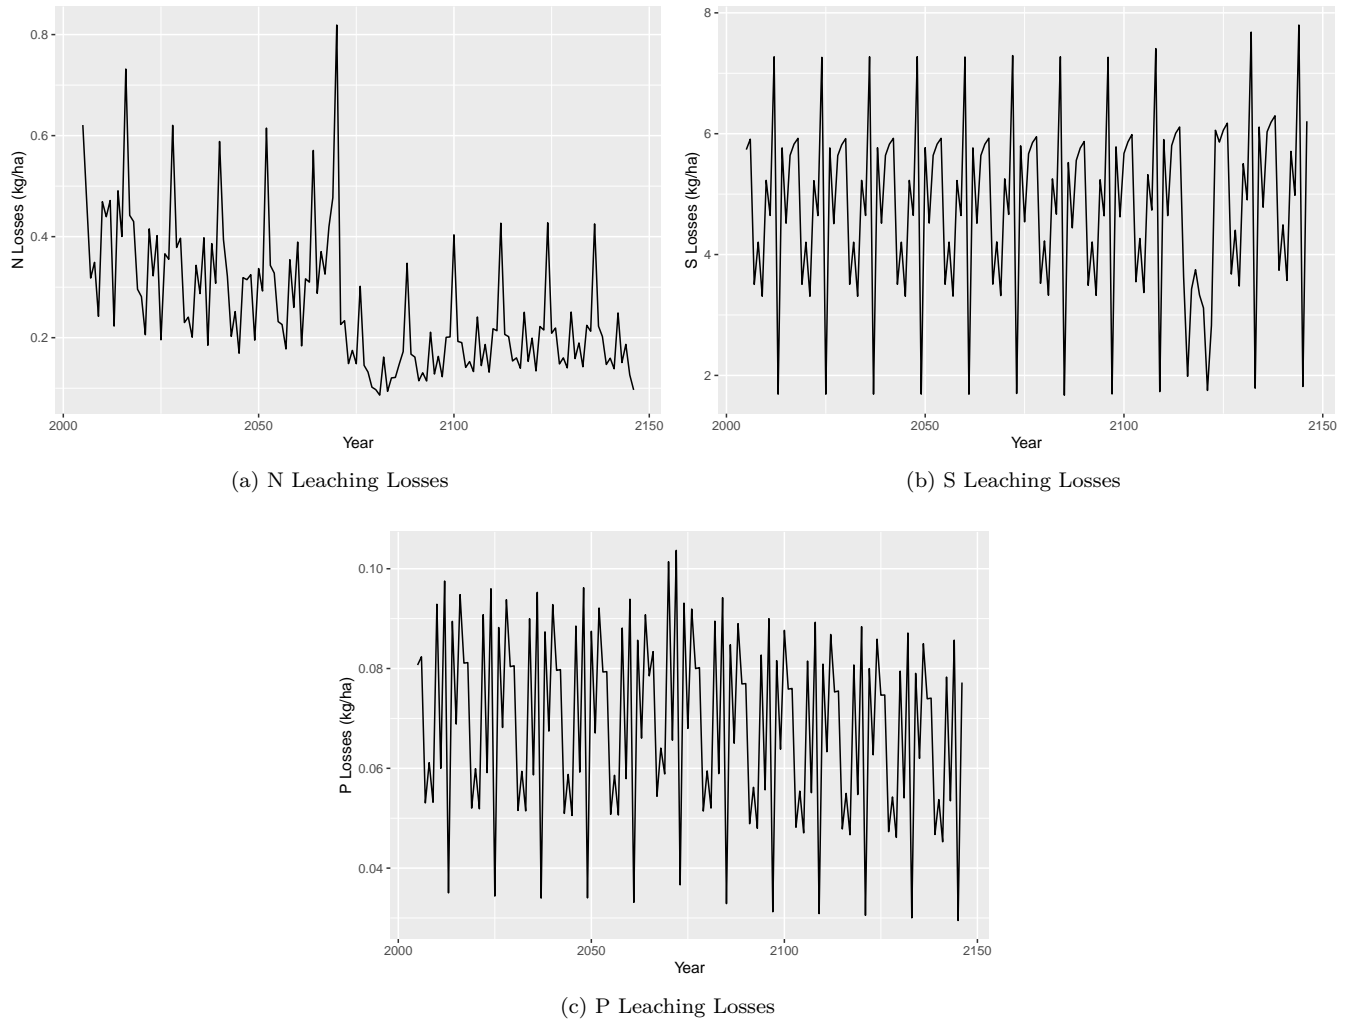 0.8
0.6
0.4
0.2
N Losses (kg/ha)
2000 2050 2100 2150
Year
(a) N Leaching Losses
8
6
4
2
S Losses (kg/ha)
2000 2050 2100 2150
Year
(b) S Leaching Losses
0.10
0.08
0.06
0.04
P Losses (kg/ha)
2000 2050 2100 2150
Year
(c) P Leaching Losses